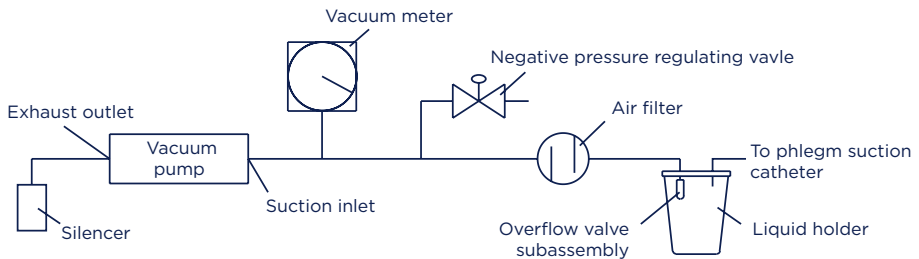 Vacuum meter
Negative pressure regulating vavle
Exhaust outlet
Air filter
Vacuum
pump
To phlegm suction
catheter
Suction inlet
Silencer
Overflow valve
subassembly
Liquid holder